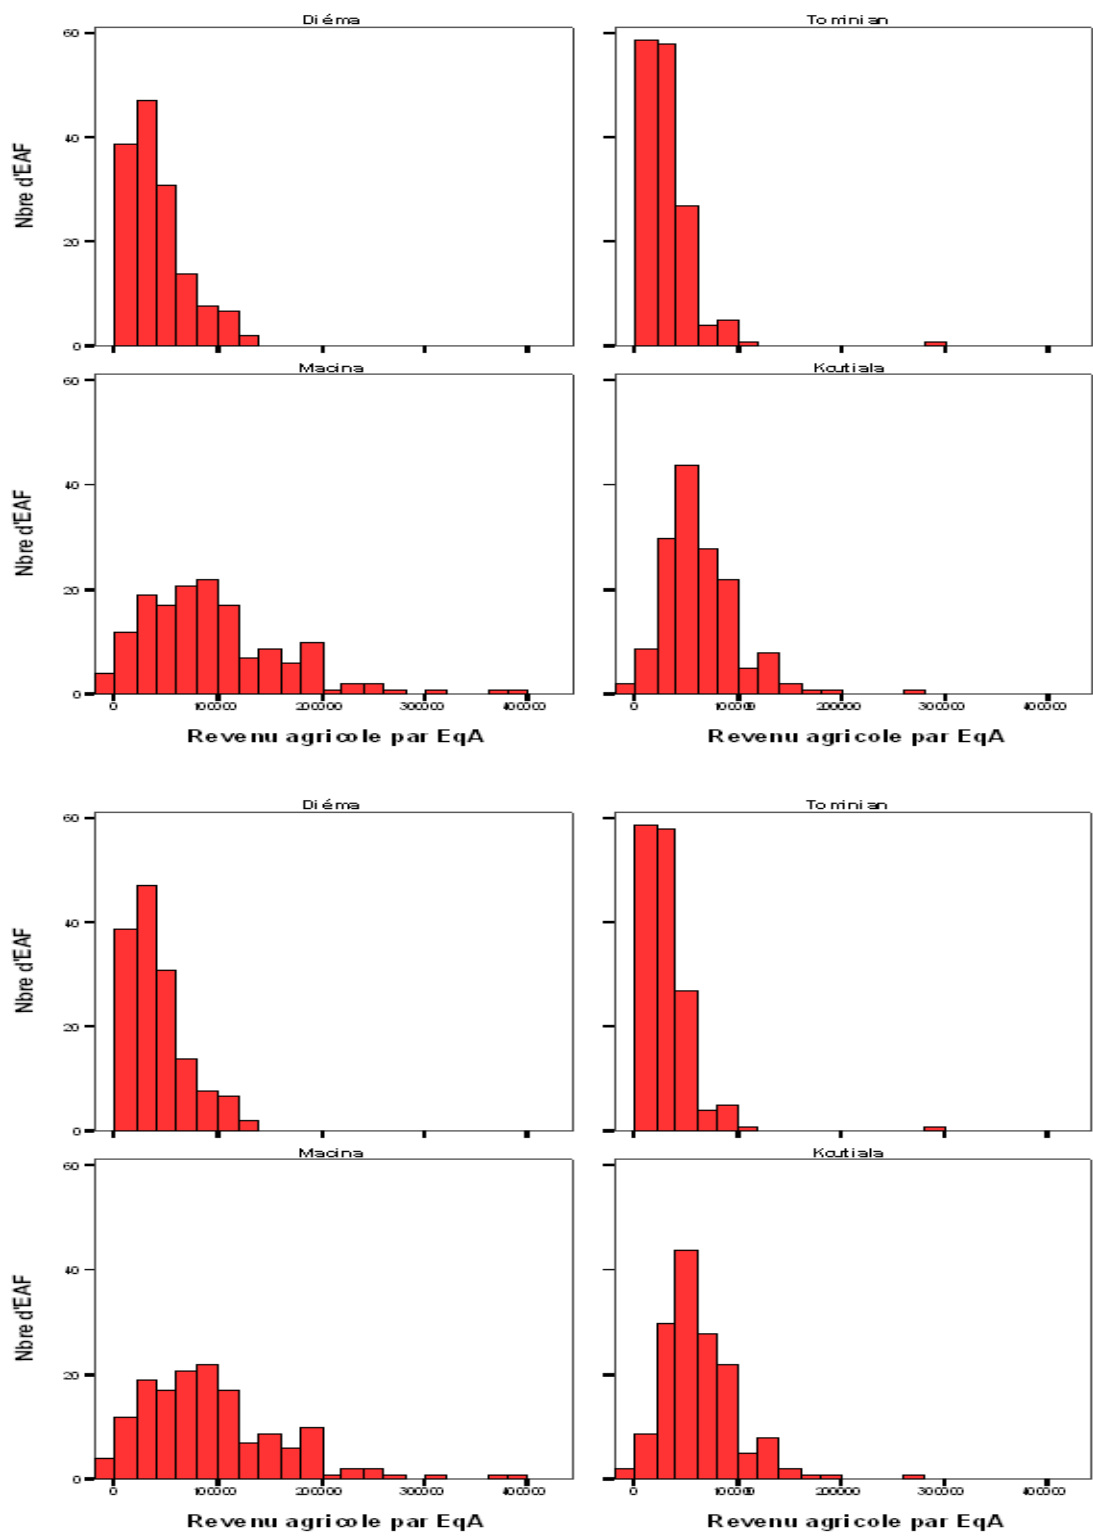 Diéma Tominian
60
40
20
0
Nbre d'EAF
Macina Koutiala
60
40
20
0
Nbre d'EAF
0 100000 200000 300000 400000 0 100000 200000 300000 400000
Revenu agricole par EqA Revenu agricole par EqA
Diéma Tominian
60
40
20
0
Nbre d'EAF
Macina Koutiala
60
40
20
0
Nbre d'EAF
0 100000 200000 300000 400000 0 100000 200000 300000 400000
Revenu agricole par EqA Revenu agricole par EqA